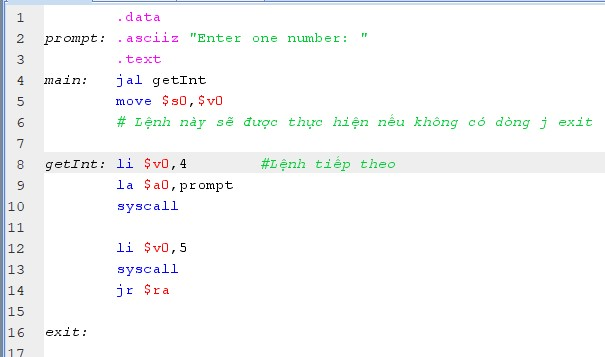 1 .data
2 prompt: .asciiz "Enter one number: "
3 .text
4 main: jal getInt
5 move $s0,$v0
6 # Lệnh này sẽ được thực hiện nếu không có dòng j exit
7
8 getInt: li $v0,4 #Lệnh tiếp theo
9 la $a0,prompt
10 syscall
11
12 li $v0,5
13 syscall
14 jr $ra
15
16 exit:
17